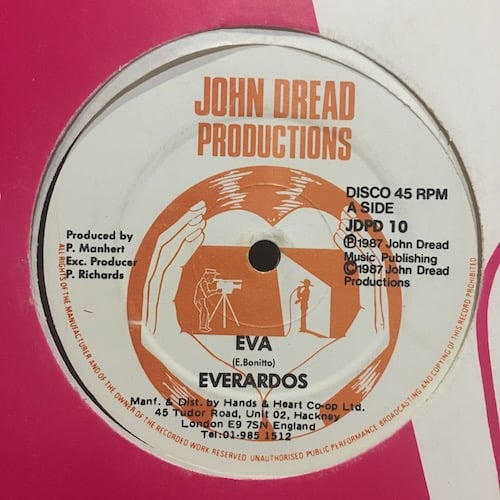 JOHN DREAD
PRODUCTIONS
DISCO 45 RPM
A SIDE
JDPD 10
Ⓟ1987 John Dread
Music Publishing
©1987 John Dread
Productions
Produced by
P. Manhert
Exc. Producer
P. Richards
EVA
(E.Bonitto)
EVERARDOS
Manf. & Dist. by Hands & Heart Co-op Ltd.
45 Tudor Road, Unit 02, Hackney
London E9 7SN England
Tel:01-985 1512
ALL RIGHTS OF THE MANUFACTURER AND OF THE OWNER OF THE RECORDED WORK RESERVED. UNAUTHORISED PUBLIC PERFORMANCE BROADCASTING AND COPYING OF THIS RECORD PROHIBITED